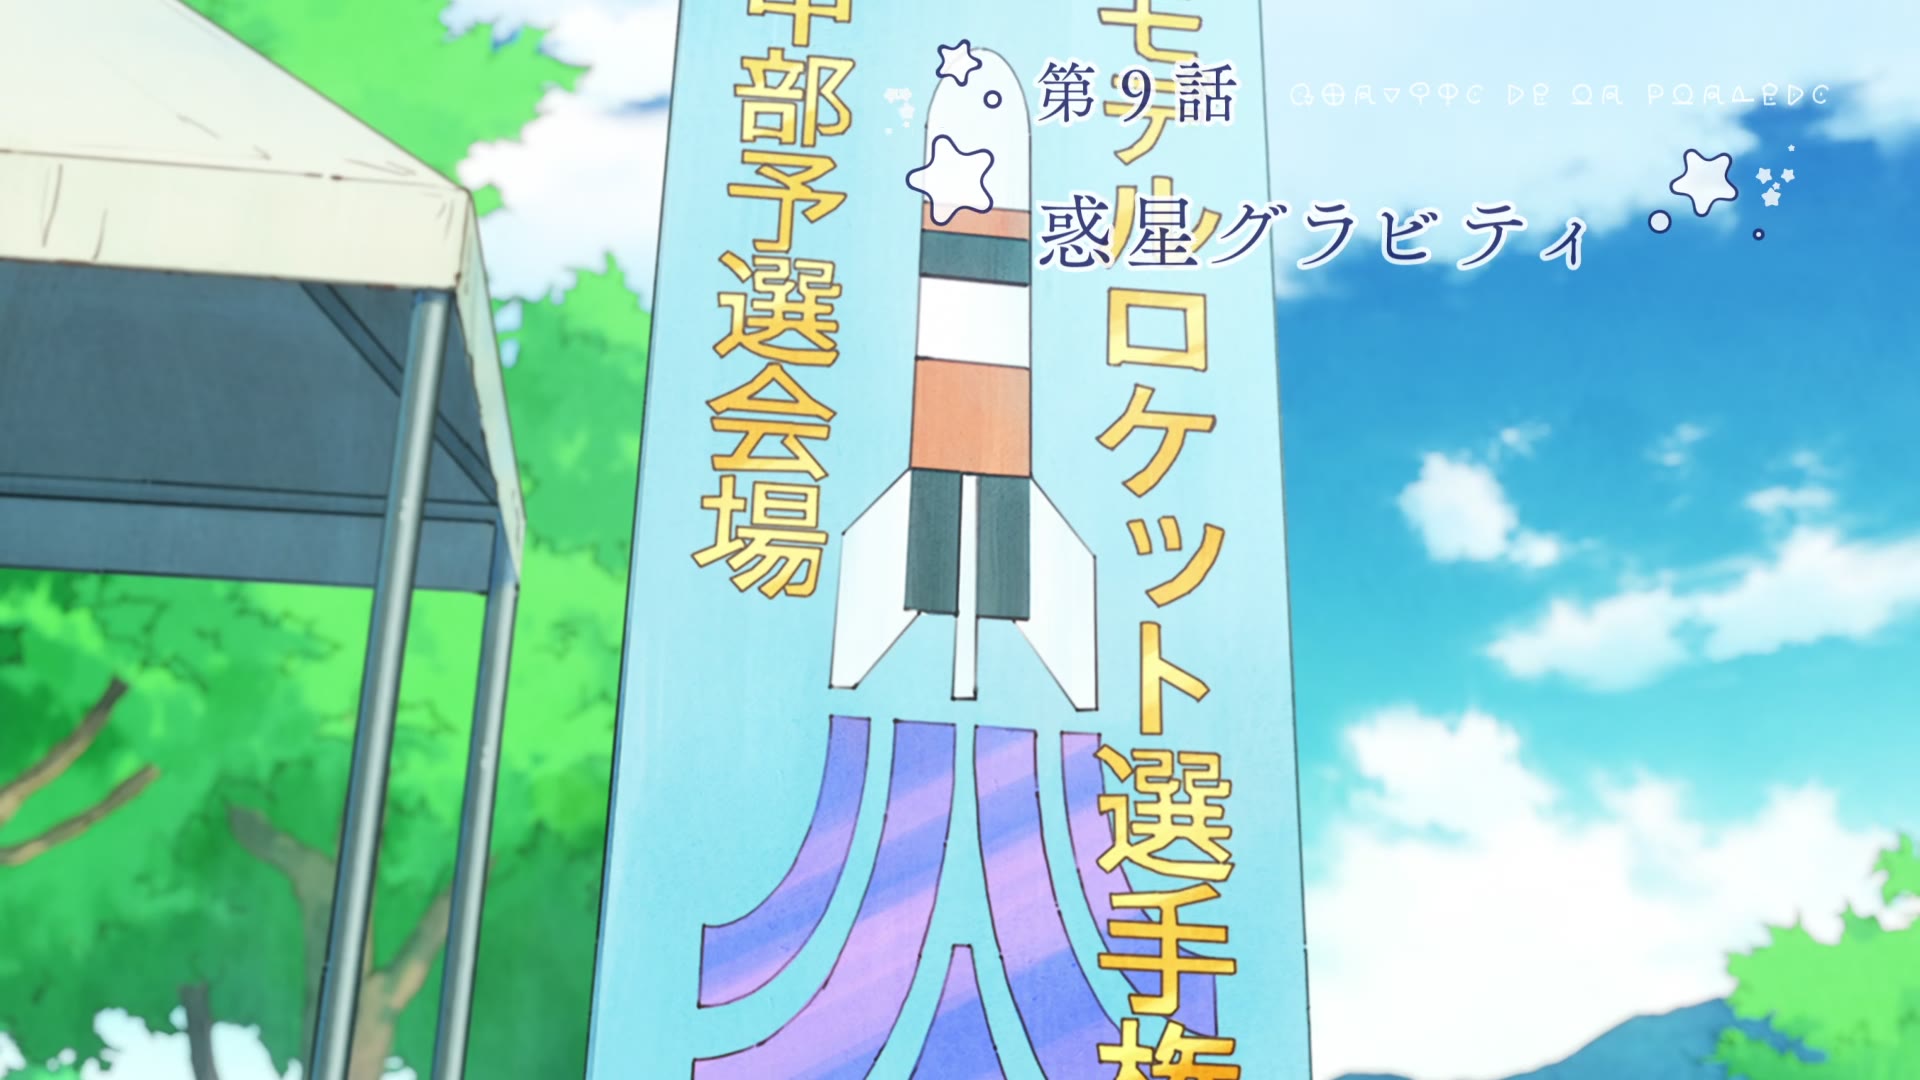 第9話
惑星グラビティ
モデルロケット選手権
中部予選会場